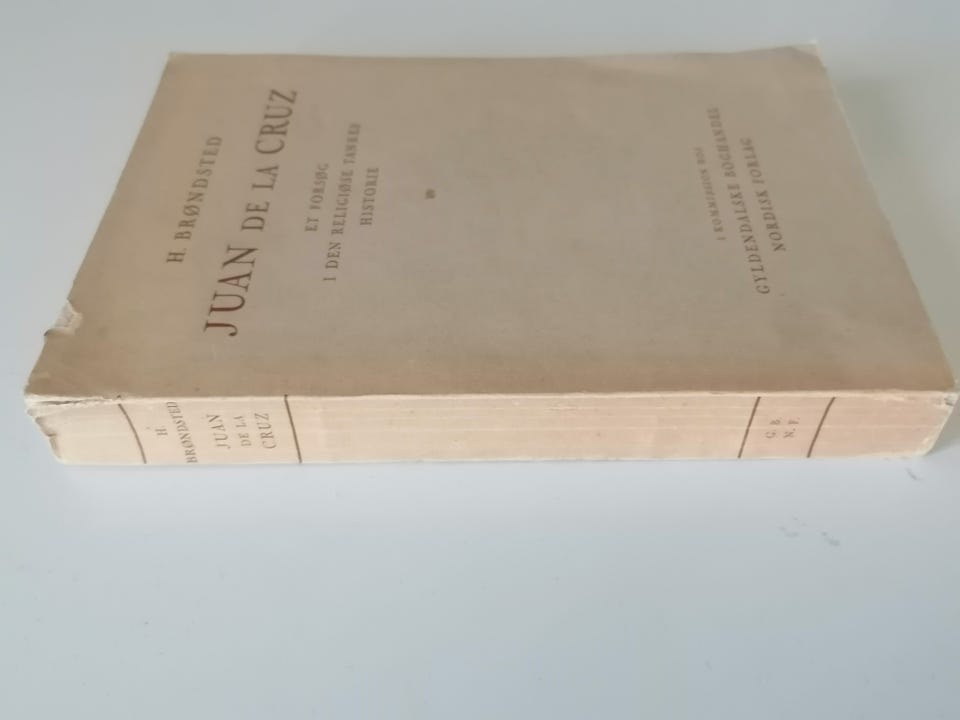 H. BRØNDSTED
JUAN DE LA CRUZ
ET FORSØG
I DEN RELIGIØSE TANKES
HISTORIE
I KOMMISSION HOS
GYLDENDALSKE BOGHANDEL
NORDISK FORLAG
H.
BRØNDSTED
JUAN
DE LA
CRUZ
G. B.
N. F.